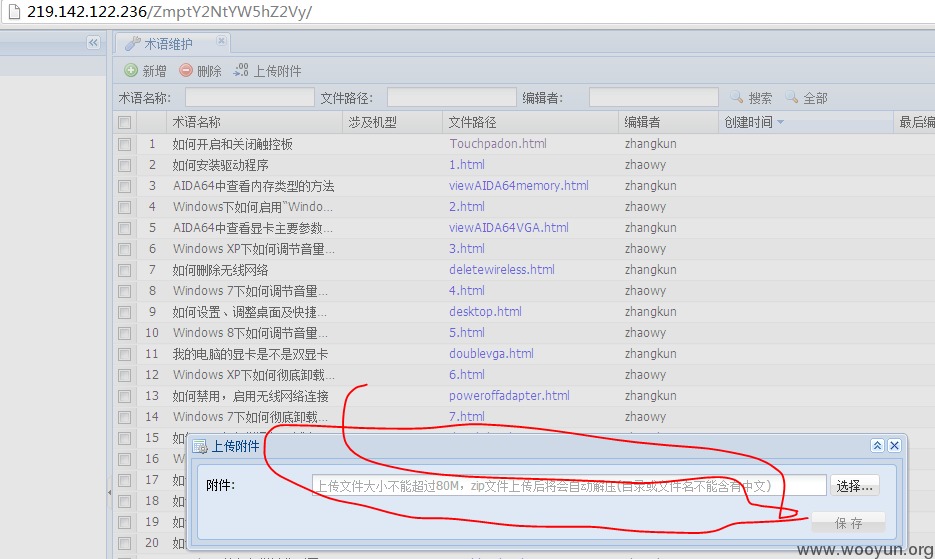 219.142.122.236/ZmptY2NtYW5hZ2Vy/
术语维护
新增 删除 上传附件
术语名称: 文件路径: 编辑者: 搜索 全部
术语名称 涉及机型 文件路径 编辑者 创建时间 最后编
1 如何开启和关闭触控板 Touchpadon.html zhangkun
2 如何安装驱动程序 1.html zhaowy
3 AIDA64中查看内存类型的方法 viewAIDA64memory.html zhangkun
4 Windows下如何启用“Windo... 2.html zhaowy
5 AIDA64中查看显卡主要参数... viewAIDA64VGA.html zhangkun
6 Windows XP下如何调节音量... 3.html zhaowy
7 如何删除无线网络 deletewireless.html zhangkun
8 Windows 7下如何调节音量... 4.html zhaowy
9 如何设置、调整桌面及快捷... desktop.html zhangkun
10 Windows 8下如何调节音量... 5.html zhaowy
11 我的电脑的显卡是不是双显卡 doublevga.html zhangkun
12 Windows XP下如何彻底卸载... 6.html zhaowy
13 如何禁用，启用无线网络连接 poweroffadapter.html zhangkun
14 Windows 7下如何彻底卸载... 7.html zhaowy
15 如
16 W
17 如
18 如
19 如
20 如
上传附件
附件: 上传文件大小不能超过80M，zip文件上传后将会自动解压(目录或文件名不能含有中文) 选择...
保存
www.wooyun.org